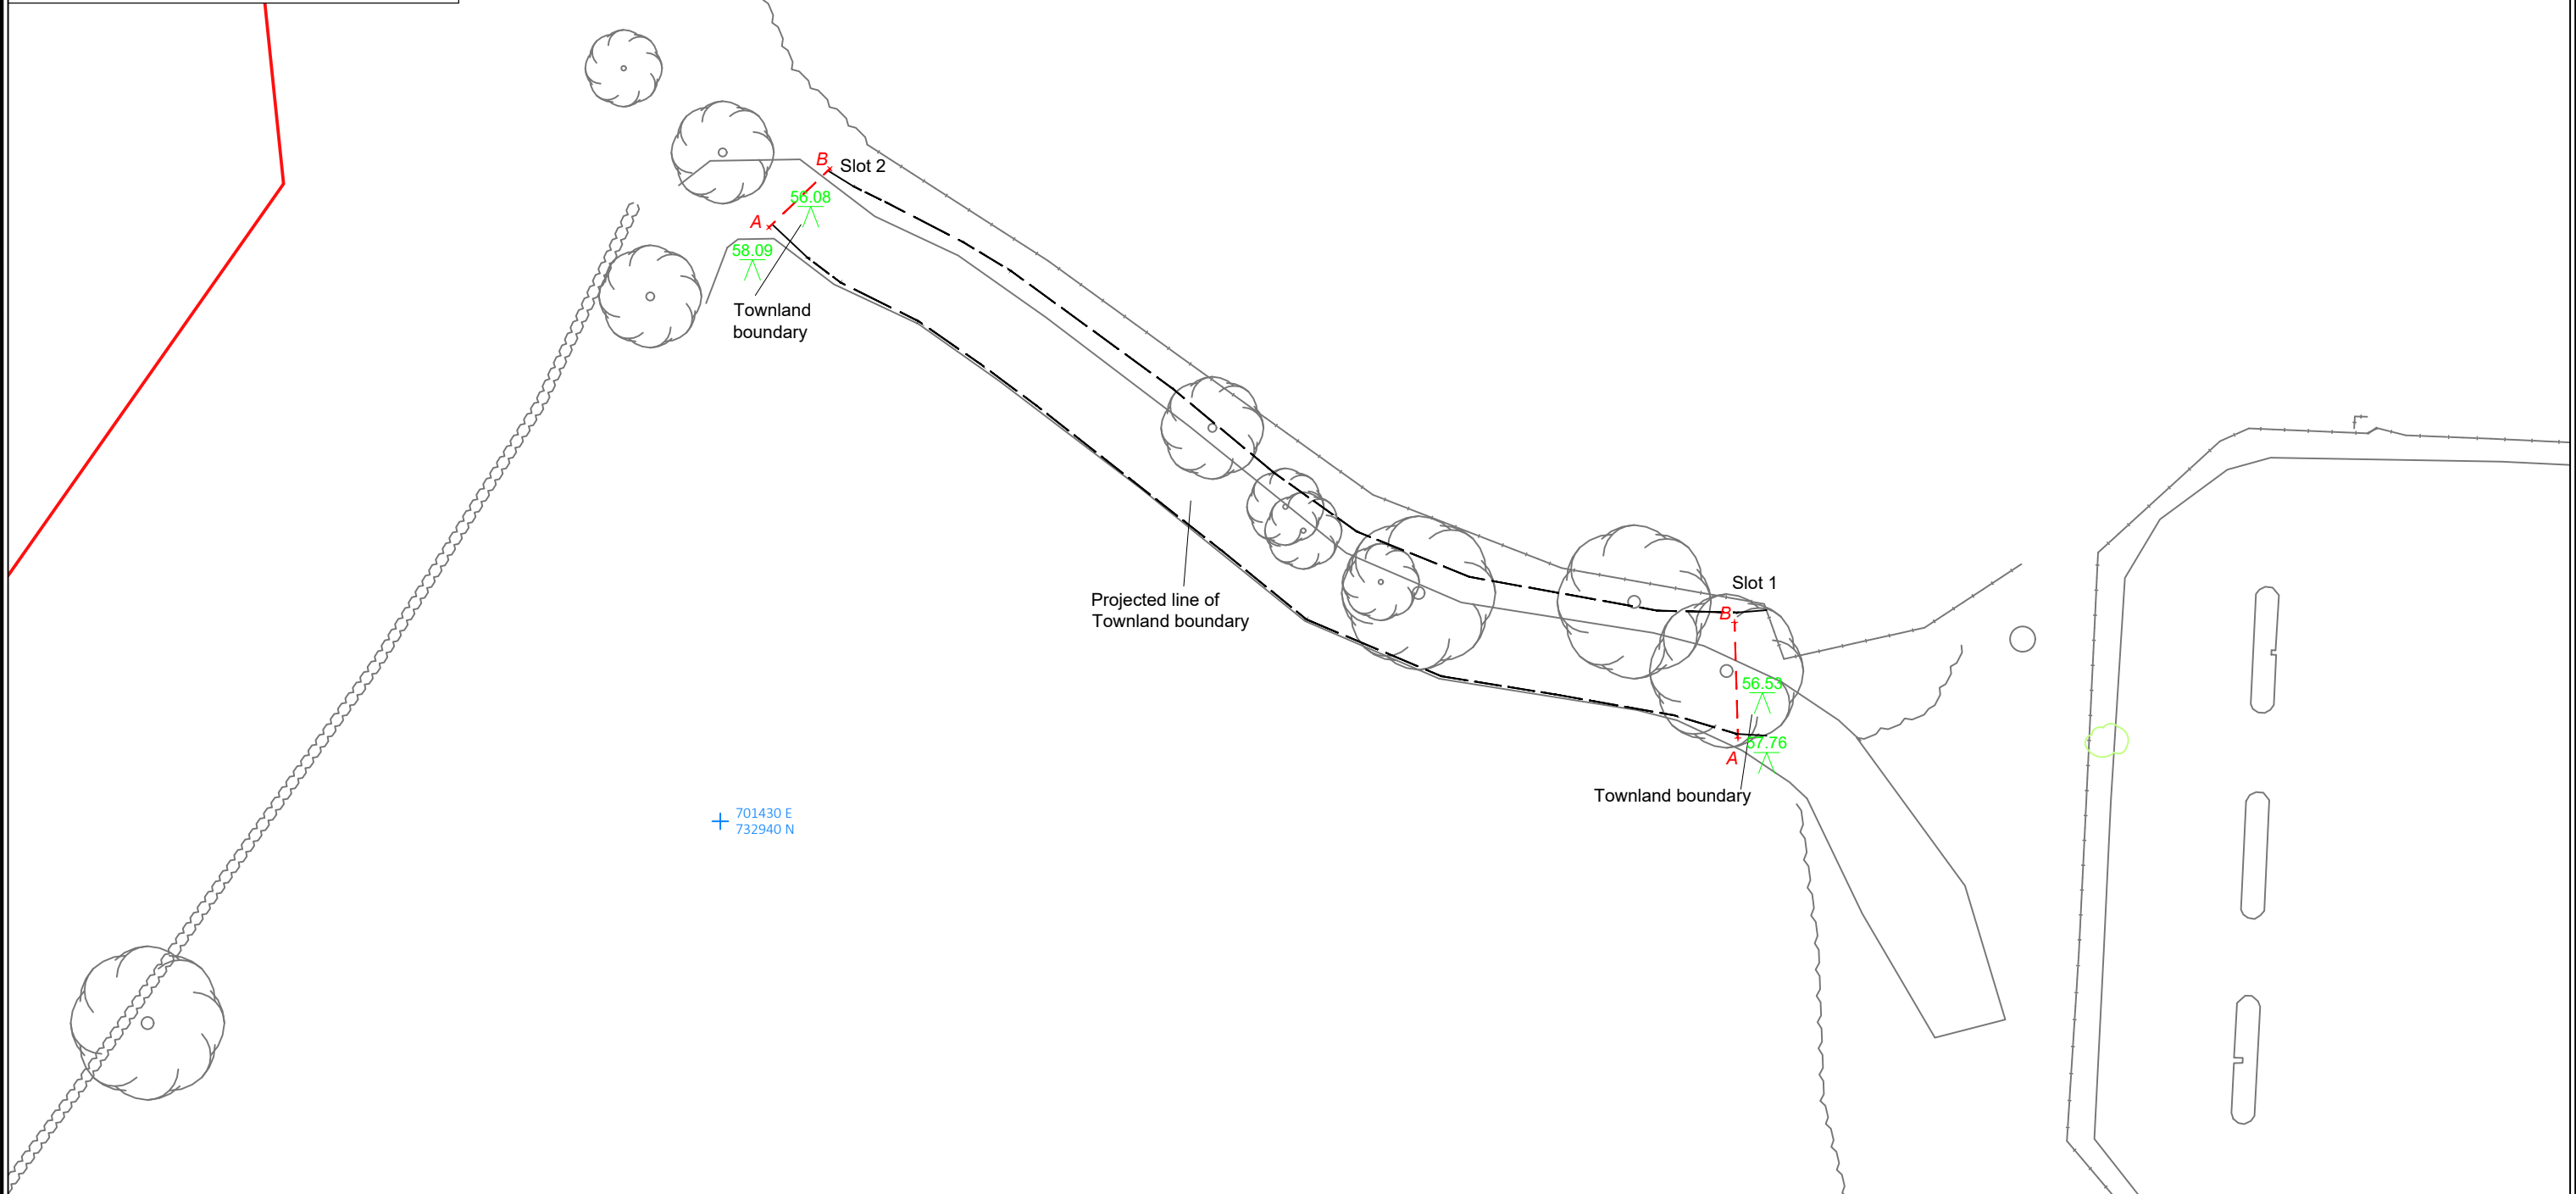 B
Slot 2
56.08
A
58.09
Townland
boundary
Projected line of
Townland boundary
Slot 1
B
56.53
57.76
A
Townland boundary
701430 E
732940 N